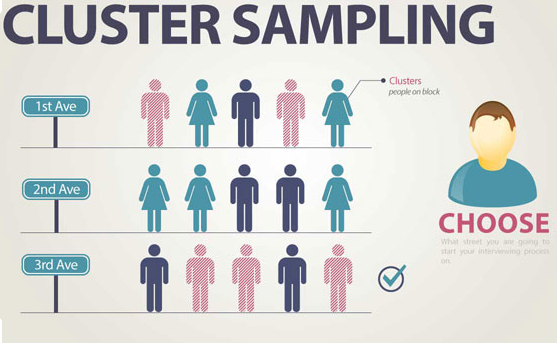 CLUSTER SAMPLING
1st Ave
Clusters
people on block
2nd Ave
CHOOSE
What street you are going to
start your interviewing process
on.
3rd Ave